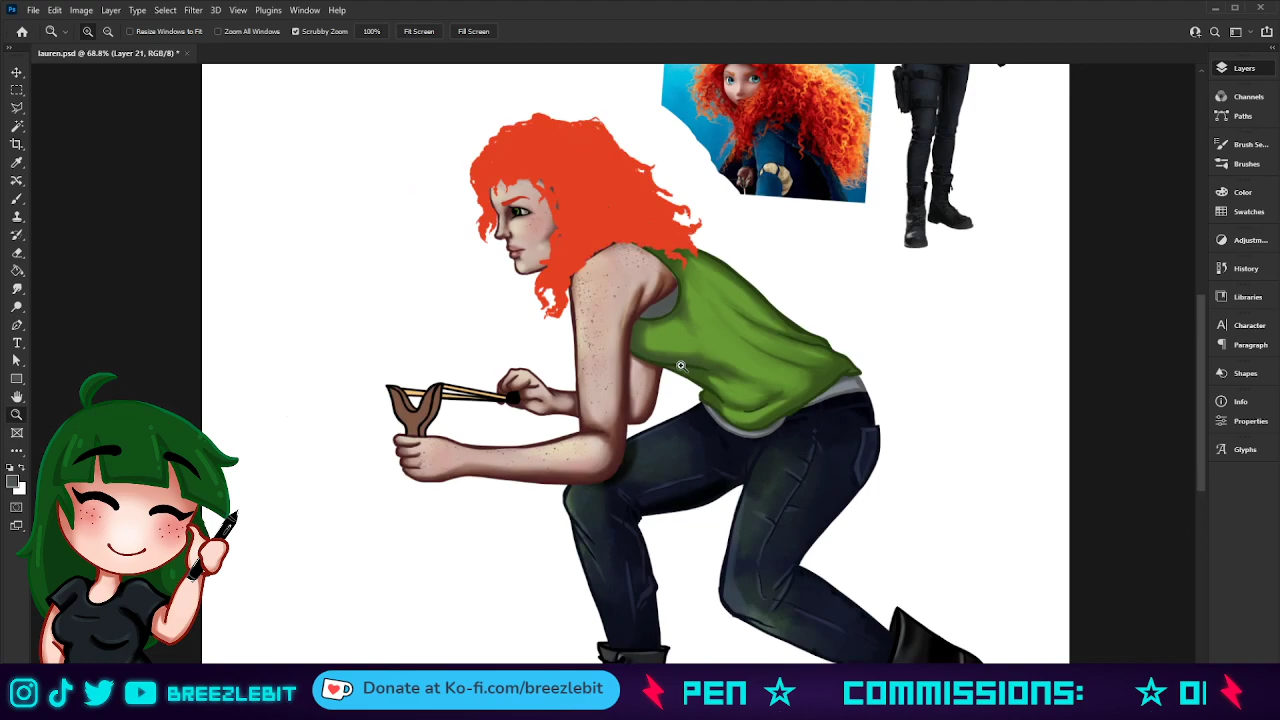 Ps File Edit Image Layer Type Select Filter 3D View Plugins Window Help
Resize Windows to Fit Zoom All Windows Scrubby Zoom 100% Fit Screen Fill Screen
lauren.psd @ 68.8% (Layer 21, RGB/8) *
Layers
Channels
Paths
Brush Se...
Brushes
Color
Swatches
Adjustm...
History
Libraries
Character
Paragraph
Shapes
Info
Properties
Glyphs
BREEZLEBIT Donate at Ko-fi.com/breezlebit PEN COMMISSIONS: